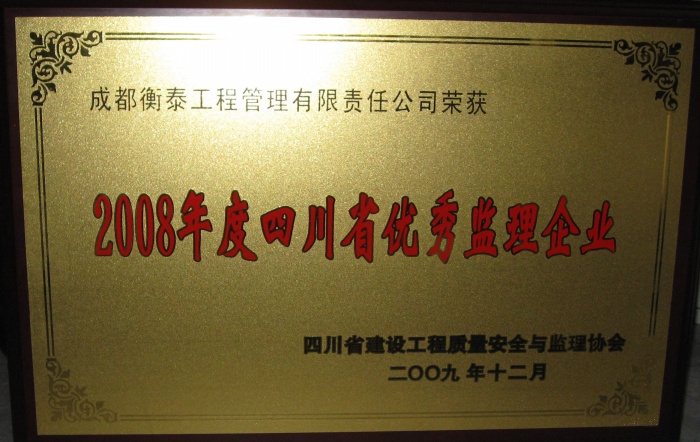 成都衡泰工程管理有限责任公司荣获
2008年度四川省优秀监理企业
四川省建设工程质量安全与监理协会
二〇〇九 年十二月